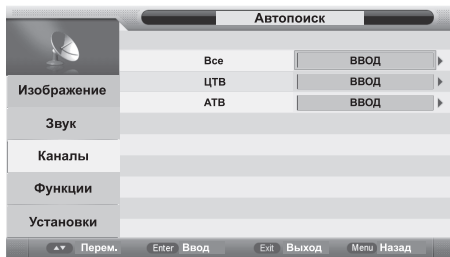 Автопоиск
Все ВВОД
ЦТВ ВВОД
АТВ ВВОД
Изображение
Звук
Каналы
Функции
Установки
Перем. Enter Ввод Exit Выход Menu Назад